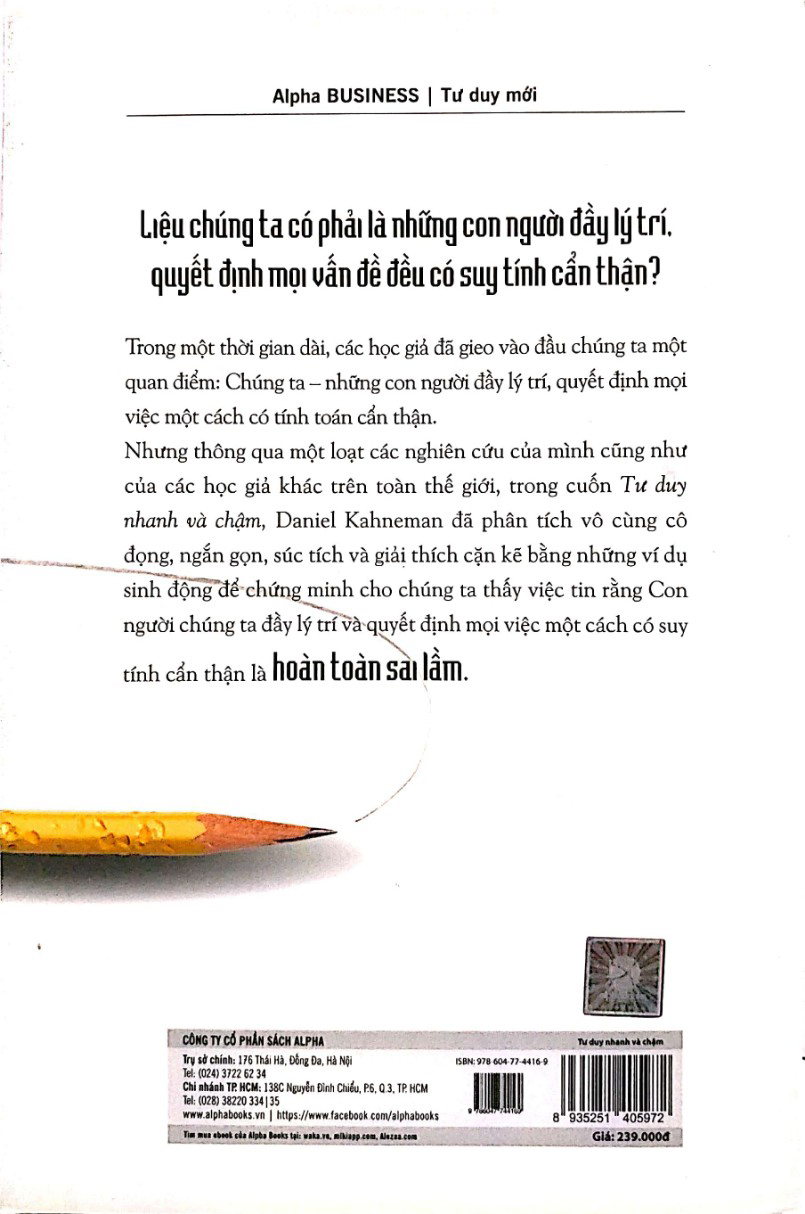 Alpha BUSINESS | Tư duy mới
Liệu chúng ta có phải là những con người đầy lý trí,
quyết định mọi vấn đề đều có suy tính cẩn thận?
Trong một thời gian dài, các học giả đã gieo vào đầu chúng ta một
quan điểm: Chúng ta – những con người đầy lý trí, quyết định mọi
việc một cách có tính toán cẩn thận.
Nhưng thông qua một loạt các nghiên cứu của mình cũng như
của các học giả khác trên toàn thế giới, trong cuốn Tư duy
nhanh và chậm, Daniel Kahneman đã phân tích vô cùng cô
đọng, ngắn gọn, súc tích và giải thích cặn kẽ bằng những ví dụ
sinh động để chứng minh cho chúng ta thấy việc tin rằng Con
người chúng ta đầy lý trí và quyết định mọi việc một cách có suy
tính cẩn thận là hoàn toàn sai lầm.
CÔNG TY CỔ PHẦN SÁCH ALPHA
Tư duy nhanh và chậm
Trụ sở chính: 176 Thái Hà, Đống Đa, Hà Nội
Tel: (024) 3722 62 34
Chi nhánh TP. HCM: 138C Nguyễn Đình Chiểu, P.6, Q.3, TP. HCM
Tel: (028) 38220 334|35
www.alphabooks.vn | https://www.facebook.com/alphabooks
ISBN: 978 604-77-4416-9
9 786047 744169
8 935251 405972
Tìm mua ebook của Alpha Books tại: waka.vn, mikiapp.com, Alezaa.com
Giá: 239.000đ